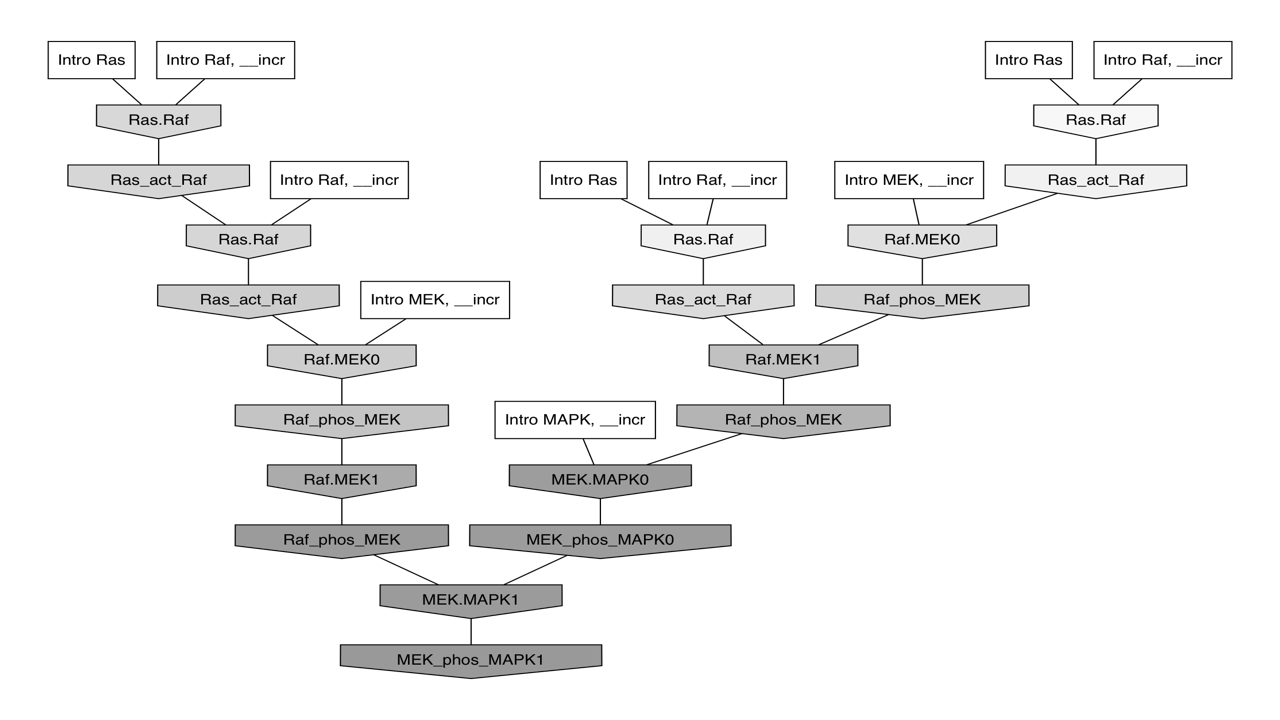 Intro Ras
Intro Raf, __incr
Intro Ras
Intro Raf, __incr
Ras.Raf
Ras.Raf
Ras_act_Raf
Intro Raf, __incr
Intro Ras
Intro Raf, __incr
Intro MEK, __incr
Ras_act_Raf
Ras.Raf
Ras.Raf
Raf.MEK0
Ras_act_Raf
Intro MEK, __incr
Ras_act_Raf
Raf_phos_MEK
Raf.MEK0
Raf.MEK1
Raf_phos_MEK
Intro MAPK, __incr
Raf_phos_MEK
Raf.MEK1
MEK.MAPK0
Raf_phos_MEK
MEK_phos_MAPK0
MEK.MAPK1
MEK_phos_MAPK1